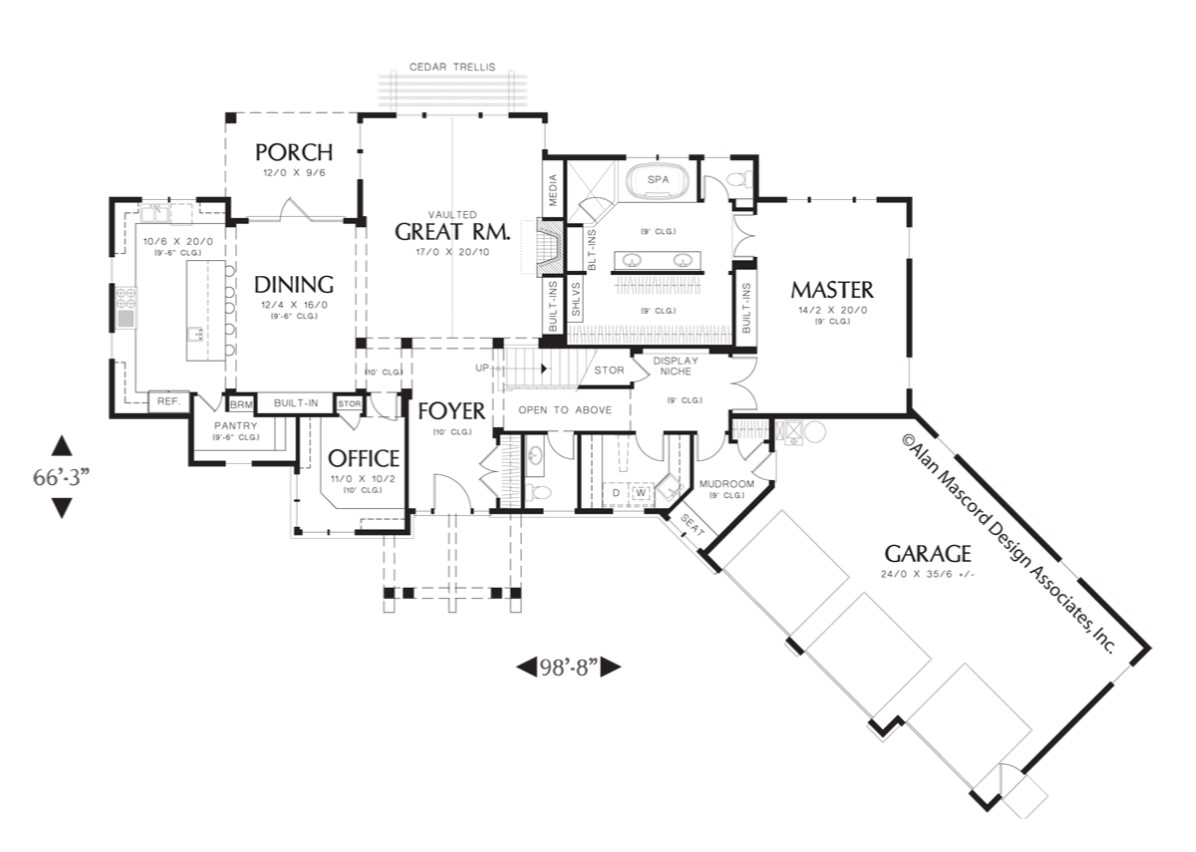 CEDAR TRELLIS
PORCH
12/0 X 9/6
MEDIA
SPA
VAULTED
GREAT RM.
17/0 X 20/10
10/6 X 20/0
(9'-6" CLG.)
BLT-INS
(9' CLG.)
DINING
12/4 X 16/0
(9'-6" CLG.)
BUILT-INS
SHLVS
(9' CLG.)
BUILT-INS
MASTER
14/2 X 20/0
(9' CLG.)
(10' CLG.)
UP
STOR
DISPLAY
NICHE
(9' CLG.)
REF.
BRM
BUILT-IN
STOR
FOYER
(10' CLG.)
OPEN TO ABOVE
PANTRY
(9'-6" CLG.)
OFFICE
11/0 X 10/2
(10' CLG.)
D
W
MUDROOM
(9' CLG.)
SEAT
66'-3"
GARAGE
24/0 X 35/6 +/-
©Alan Mascord Design Associates, Inc.
98'-8"